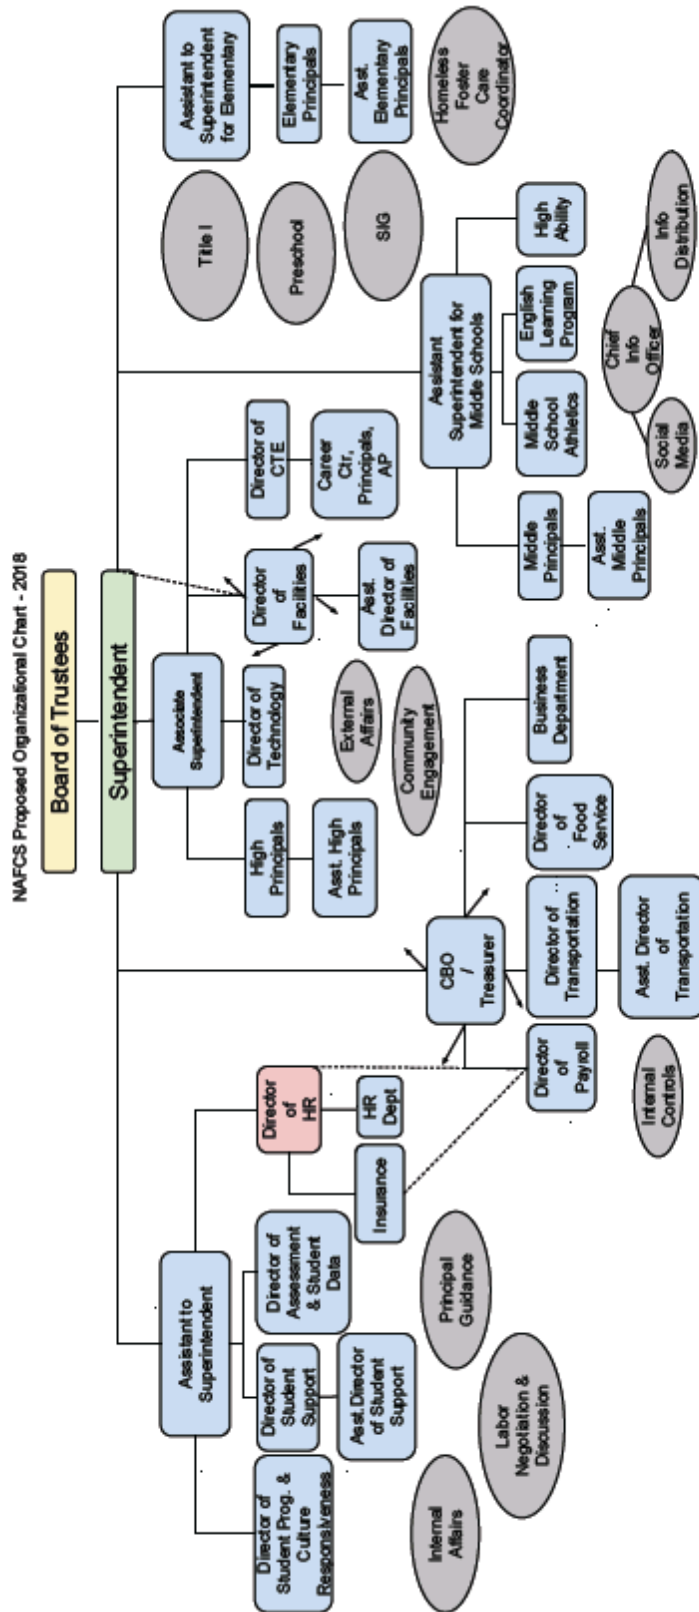 NAFCS Proposed Organizational Chart - 2018
Board of Trustees
Superintendent
Assistant to
Superintendent
Director of
Student Prog. &
Culture
Responsiveness
Director of
Student
Support
Asst.Director
of Student
Support
Director of
Assessment
& Student
Data
Director
of
HR
Insurance
HR
Dept
Internal
Affairs
Labor
Negotiation &
Discussion
Principal
Guidance
CBO
/
Treasurer
Director
of
Payroll
Director of
Transportation
Asst. Director
of
Transportation
Director
of
Food
Service
Business
Department
Internal
Controls
Associate
Superintendent
High
Principals
Asst. High
Principals
Director of
Technology
Director
of
Facilities
Asst.
Director of
Facilities
Director of
CTE
Career
Ctr, Principals,
AP
External
Affairs
Community
Engagement
Assistant
Superintendent for
Middle Schools
Middle
Principals
Asst.
Middle
Principals
Middle
School
Athletics
English
Learning
Program
High
Ability
Social
Media
Chief
Info
Officer
Info
Distribution
Assistant to
Superintendent
for Elementary
Elementary
Principals
Asst.
Elementary
Principals
Title I
Preschool
SIG
Homeless
Foster
Care
Coordinator